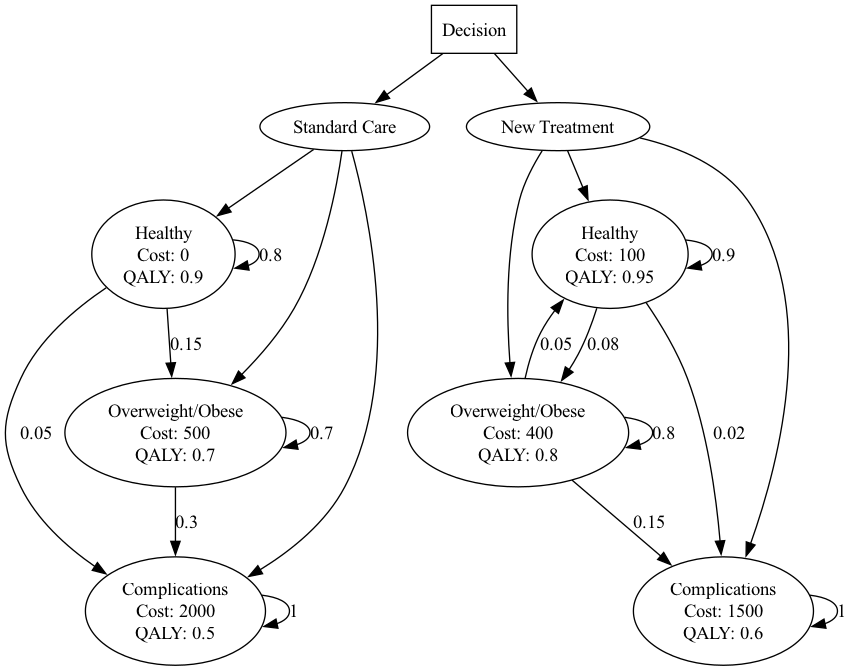 Decision
Standard Care
New Treatment
Healthy
Cost: 0
QALY: 0.9
0.8
Healthy
Cost: 100
QALY: 0.95
0.9
0.15
0.05
0.08
0.05
Overweight/Obese
Cost: 500
QALY: 0.7
0.7
Overweight/Obese
Cost: 400
QALY: 0.8
0.8
0.02
0.3
0.15
Complications
Cost: 2000
QALY: 0.5
1
Complications
Cost: 1500
QALY: 0.6
1